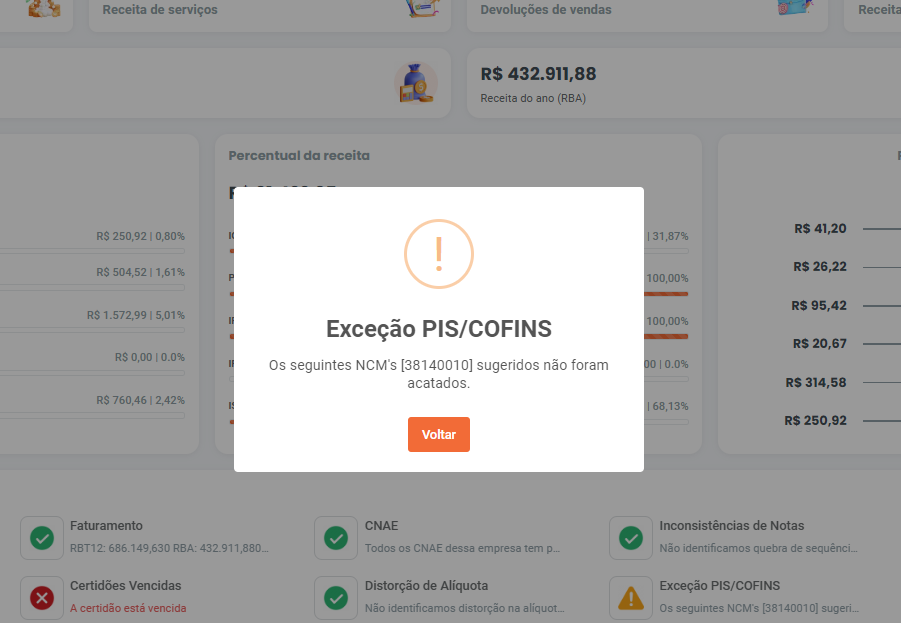 Receita de serviços
Devoluções de vendas
Receita
R$ 432.911,88
Receita do ano (RBA)
Percentual da receita
R$ 250,92 | 0,80%
R$ 504,52 | 1,61%
R$ 1.572,99 | 5,01%
R$ 0,00 | 0.0%
R$ 760,46 | 2,42%
| 31,87%
100,00%
100,00%
00 | 0.0%
| 68,13%
R$ 41,20
R$ 26,22
R$ 95,42
R$ 20,67
R$ 314,58
R$ 250,92
!
Exceção PIS/COFINS
Os seguintes NCM's [38140010] sugeridos não foram
acatados.
Voltar
Faturamento
RBT12: 686.149,630 RBA: 432.911,880...
CNAE
Todos os CNAE dessa empresa tem p...
Inconsistências de Notas
Não identificamos quebra de sequênci...
Certidões Vencidas
A certidão está vencida
Distorção de Alíquota
Não identificamos distorção na alíquot...
Exceção PIS/COFINS
Os seguintes NCM's [38140010] sugeri...